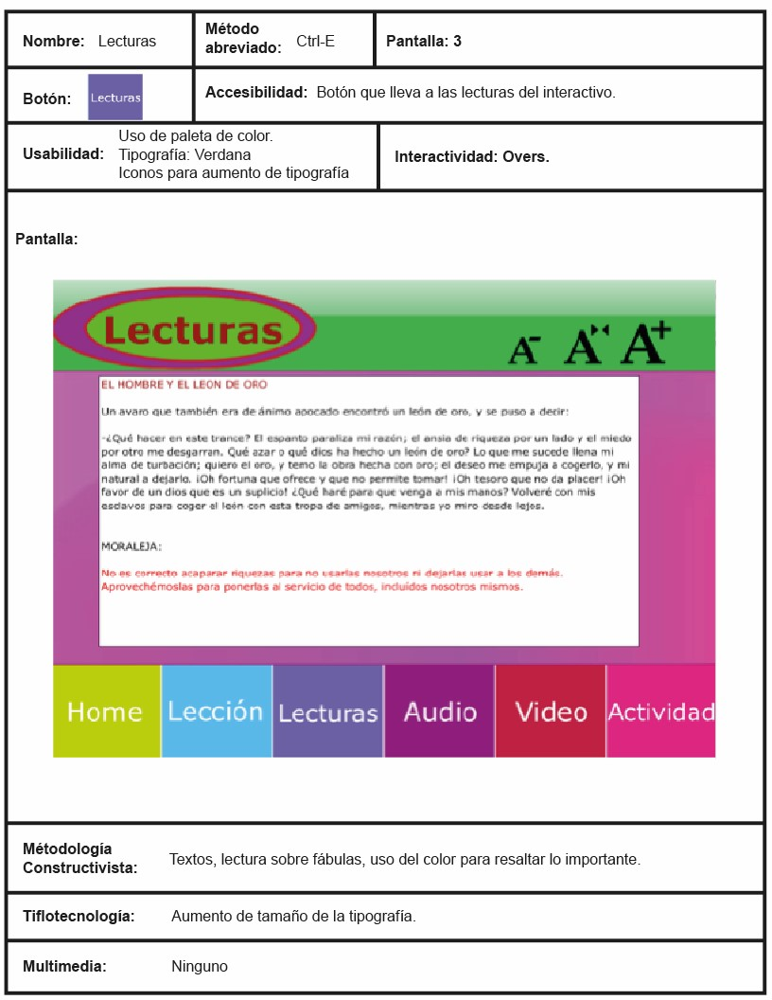 Nombre: Lecturas
Método
abreviado: Ctrl-E
Pantalla: 3
Botón: Lecturas
Accesibilidad: Botón que lleva a las lecturas del interactivo.
Usabilidad: Uso de paleta de color.
Tipografía: Verdana
Iconos para aumento de tipografía
Interactividad: Overs.
Pantalla:
Lecturas
A- A A+
EL HOMBRE Y EL LEON DE ORO
Un avaro que también era de ánimo apocado encontró un león de oro, y se puso a decir:
-¿Qué hacer en este trance? El espanto paraliza mi razón; el ansia de riqueza por un lado y el miedo
por otro me desgarran. Qué azar o qué dios ha hecho un león de oro? Lo que me sucede llena mi
alma de turbación; quiero el oro, y temo la obra hecha con oro; el deseo me empuja a cogerlo, y mi
natural a dejarlo. ¡Oh fortuna que ofrece y que no permite tomar! ¡Oh tesoro que no da placer! ¡Oh
favor de un dios que es un suplicio! ¿Qué haré para que venga a mis manos? Volveré con mis
esclavos para coger el león con esta tropa de amigos, mientras yo miro desde lejos.
MORALEJA:
No es correcto acaparar riquezas para no usarlas nosotros ni dejarlas usar a los demás.
Aprovechémoslas para ponerlas al servicio de todos, incluídos nosotros mismos.
Home Lección Lecturas Audio Video Actividad
Métodología
Constructivista: Textos, lectura sobre fábulas, uso del color para resaltar lo importante.
Tiflotecnología: Aumento de tamaño de la tipografía.
Multimedia: Ninguno